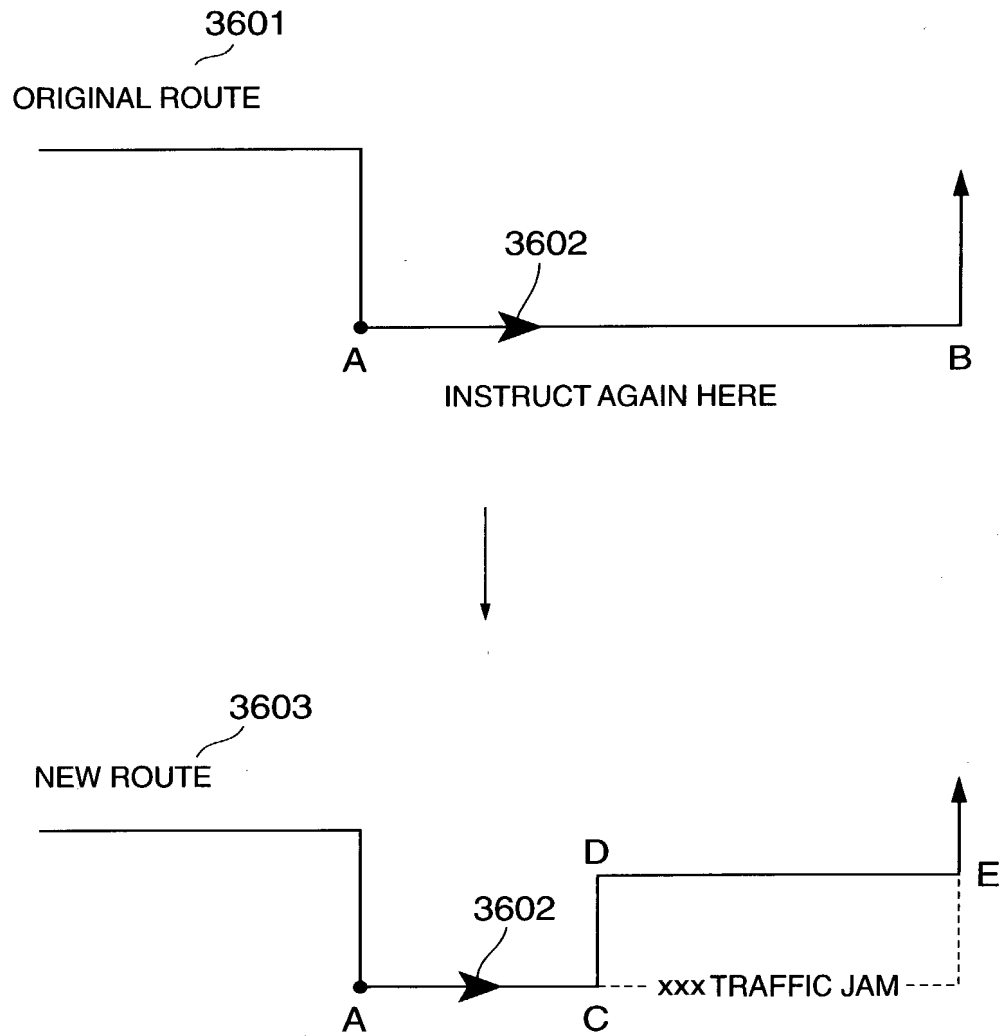 3601
ORIGINAL ROUTE
3602
A
B
INSTRUCT AGAIN HERE
3603
NEW ROUTE
D
E
3602
xxx TRAFFIC JAM
A
C